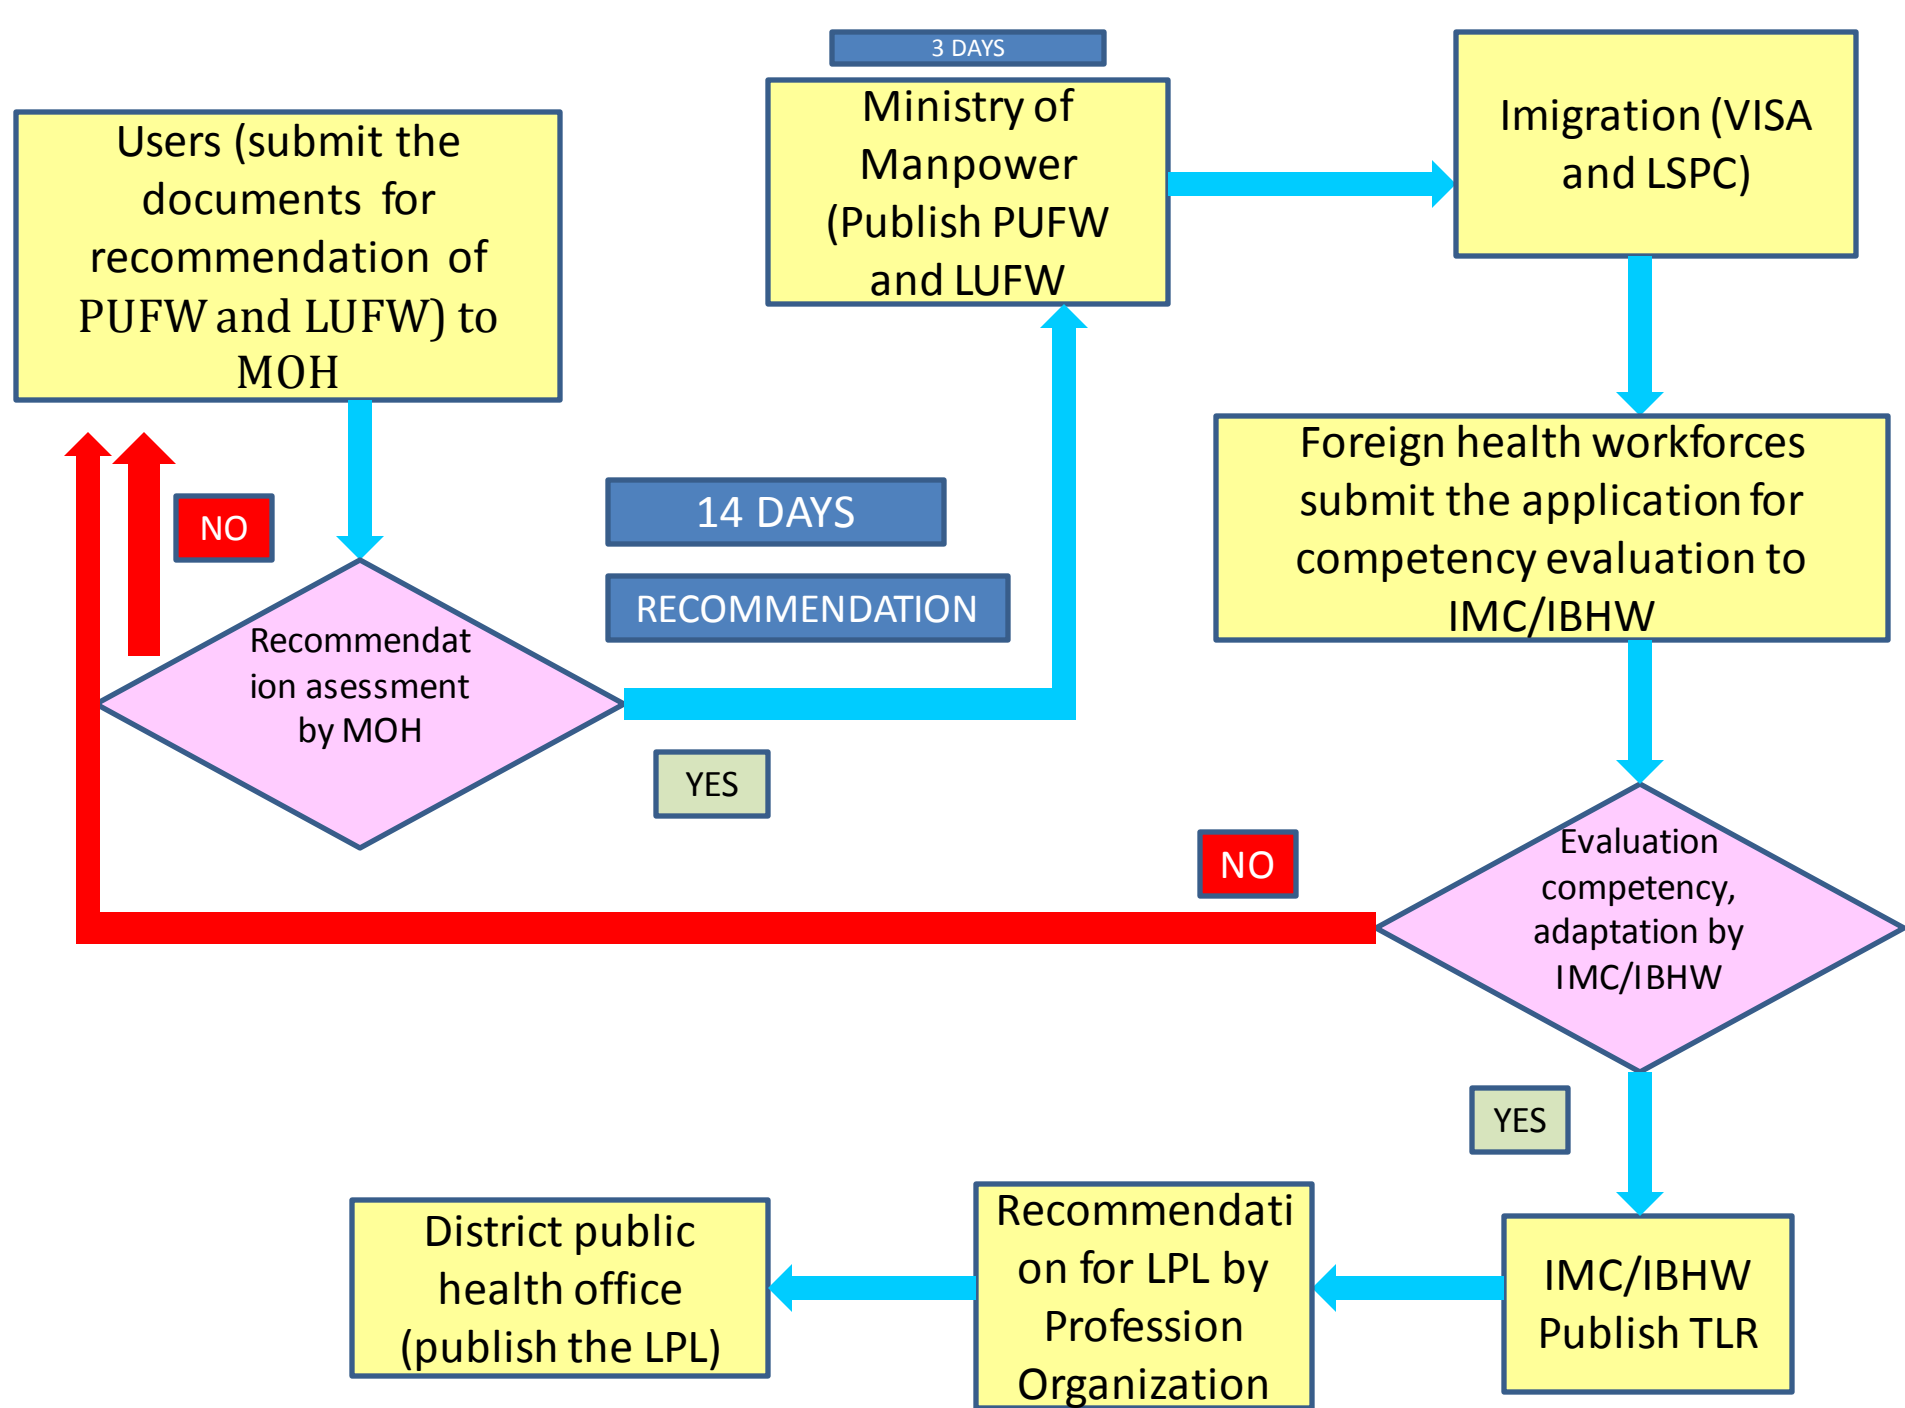 Users (submit the
documents for
recommendation of
PUFW and LUFW) to
MOH
NO
Recommendat
ion asessment
by MOH
14 DAYS
RECOMMENDATION
YES
3 DAYS
Ministry of
Manpower
(Publish PUFW
and LUFW
Imigration (VISA
and LSPC)
Foreign health workforces
submit the application for
competency evaluation to
IMC/IBHW
NO
Evaluation
competency,
adaptation by
IMC/IBHW
YES
IMC/IBHW
Publish TLR
Recommendati
on for LPL by
Profession
Organization
District public
health office
(publish the LPL)